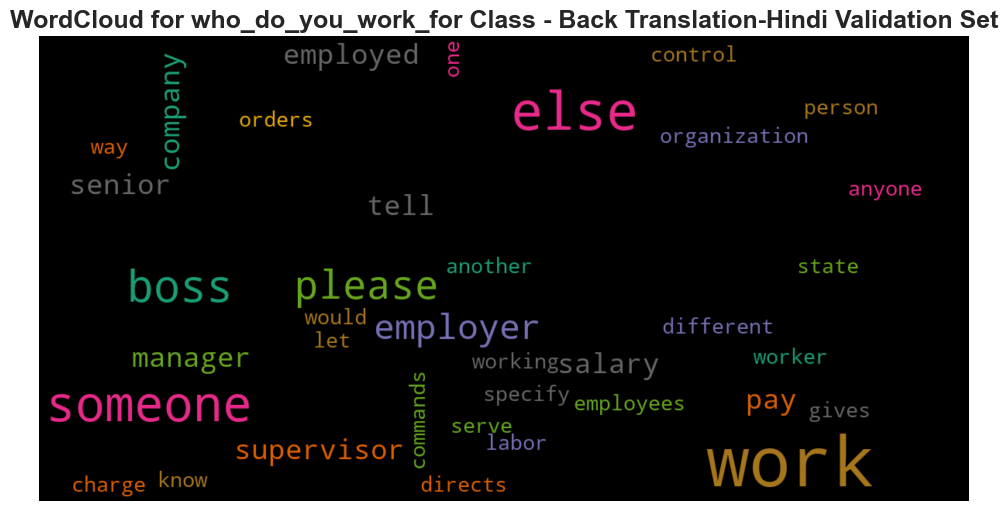 WordCloud for who_do_you_work_for Class - Back Translation-Hindi Validation Set
employed
one
control
company
else
person
orders
organization
way
senior
anyone
tell
another
state
boss
please
would
employer
different
let
manager
working
salary
worker
someone
commands
specify
employees
pay
gives
serve
supervisor
labor
work
charge
know
directs